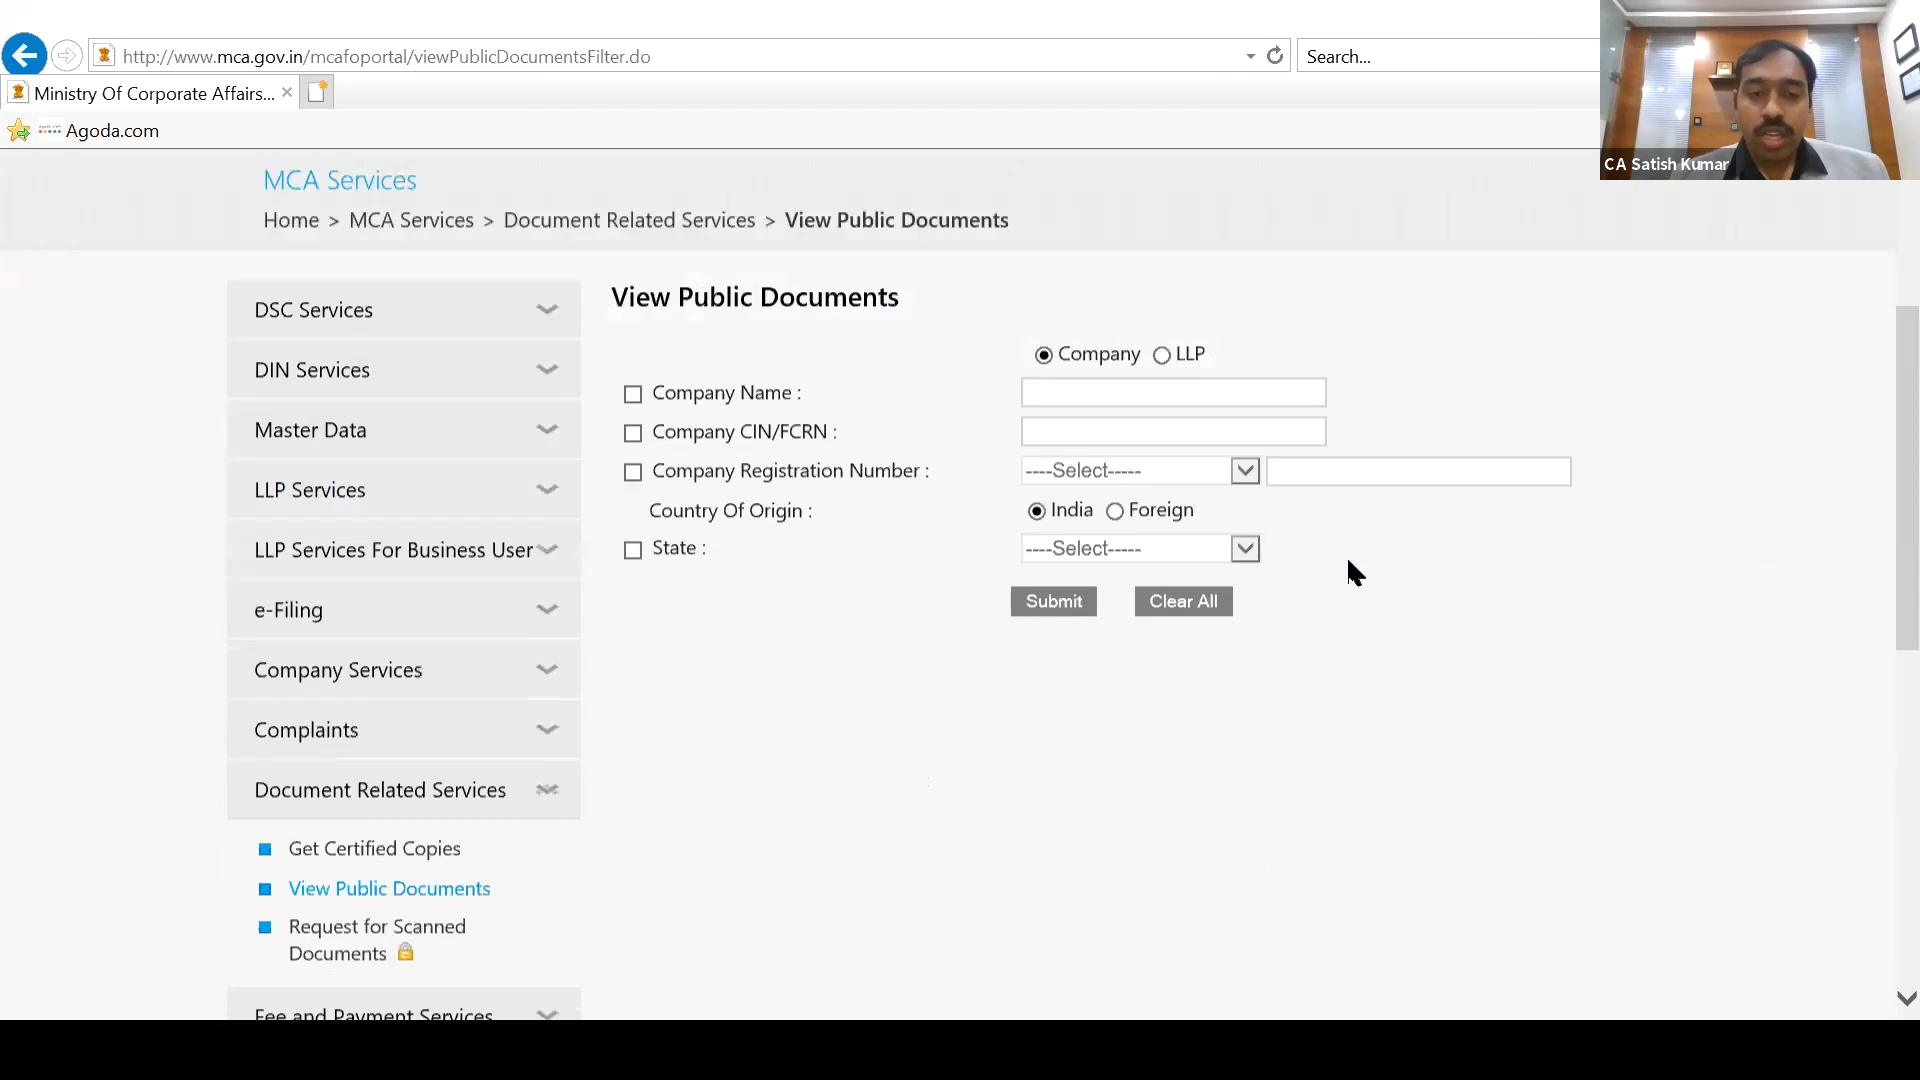 http://www.mca.gov.in/mcafoportal/viewPublicDocumentsFilter.do
Search...
Ministry Of Corporate Affairs...
Agoda.com
CA Satish Kumar
MCA Services
Home > MCA Services > Document Related Services > View Public Documents
DSC Services
DIN Services
Master Data
LLP Services
LLP Services For Business User
e-Filing
Company Services
Complaints
Document Related Services
Get Certified Copies
View Public Documents
Request for Scanned
Documents
Fee and Payment Services
View Public Documents
Company LLP
Company Name :
Company CIN/FCRN :
Company Registration Number : ----Select-----
Country Of Origin : India Foreign
State : ----Select-----
Submit Clear All